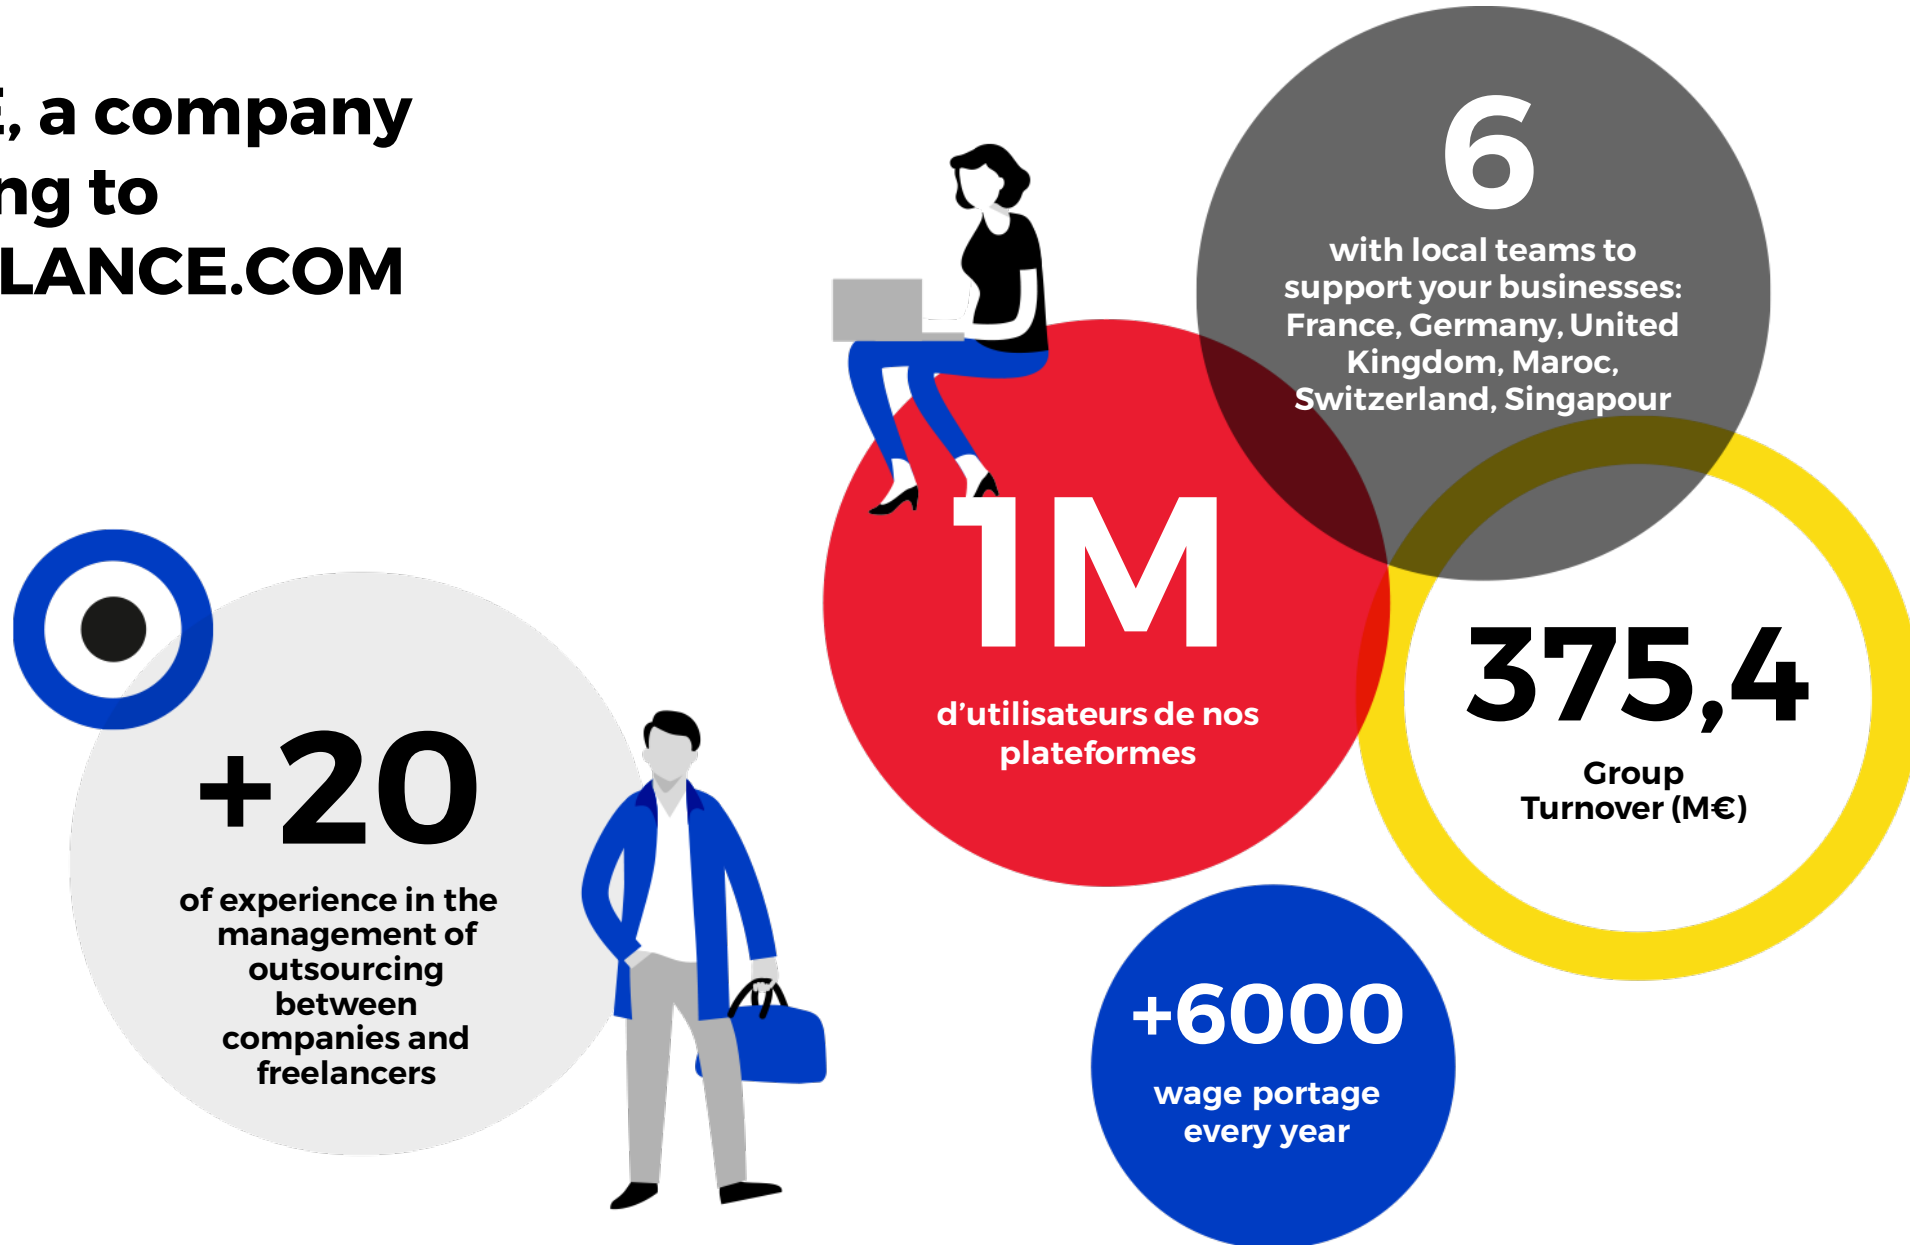 , a company
ng to
LANCE.COM
6
with local teams to
support your businesses:
France, Germany, United
Kingdom, Maroc,
Switzerland, Singapour
1M
d'utilisateurs de nos
plateformes
375,4
Group
Turnover (M€)
+20
of experience in the
management of
outsourcing
between
companies and
freelancers
+6000
wage portage
every year